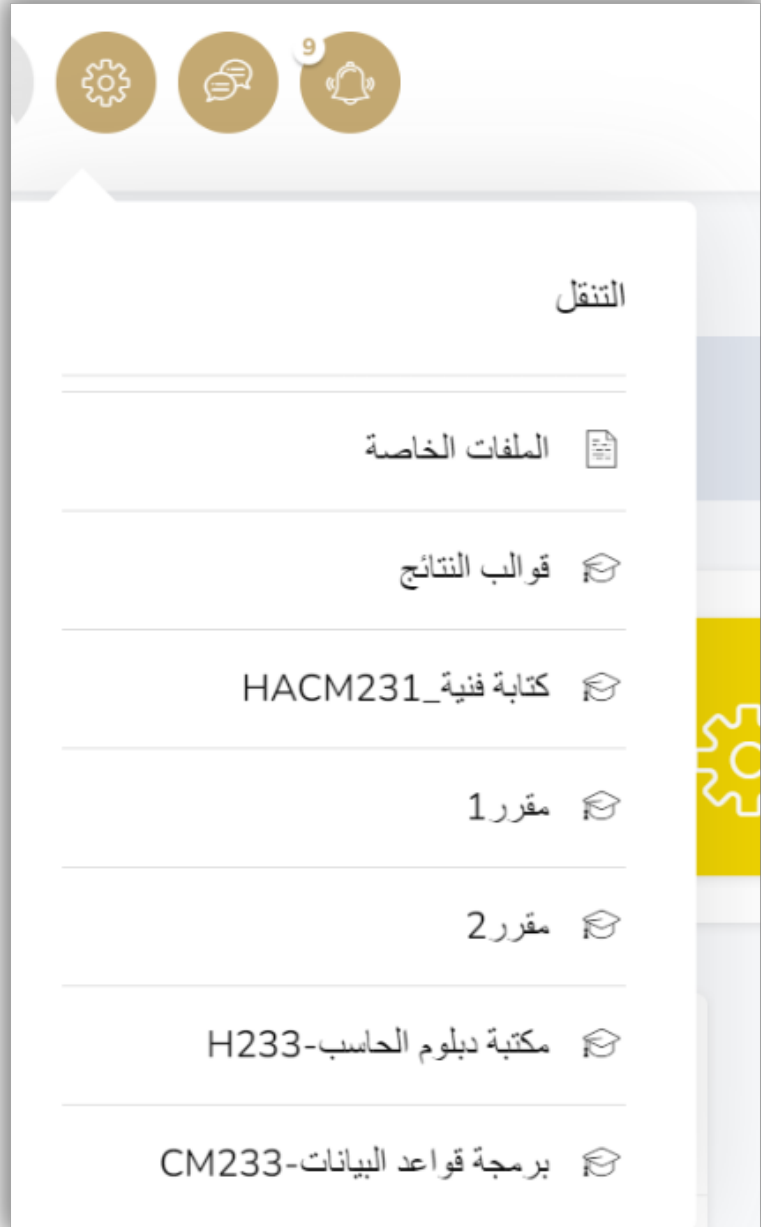 9
التنقل
الملفات الخاصة
قوالب النتائج
كتابة فنية_HACM231
مقرر1
مقرر2
مكتبة دبلوم الحاسب-H233
برمجة قواعد البيانات-CM233